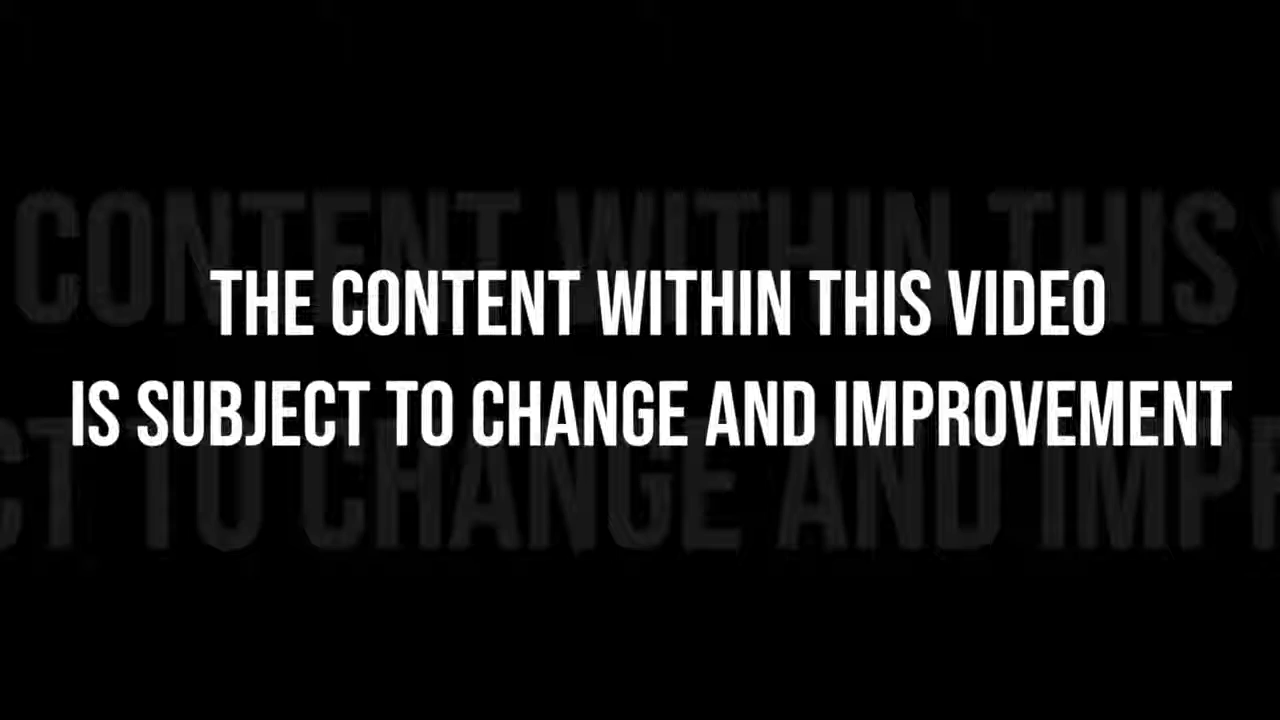 THE CONTENT WITHIN THIS VIDEO
IS SUBJECT TO CHANGE AND IMPROVEMENT